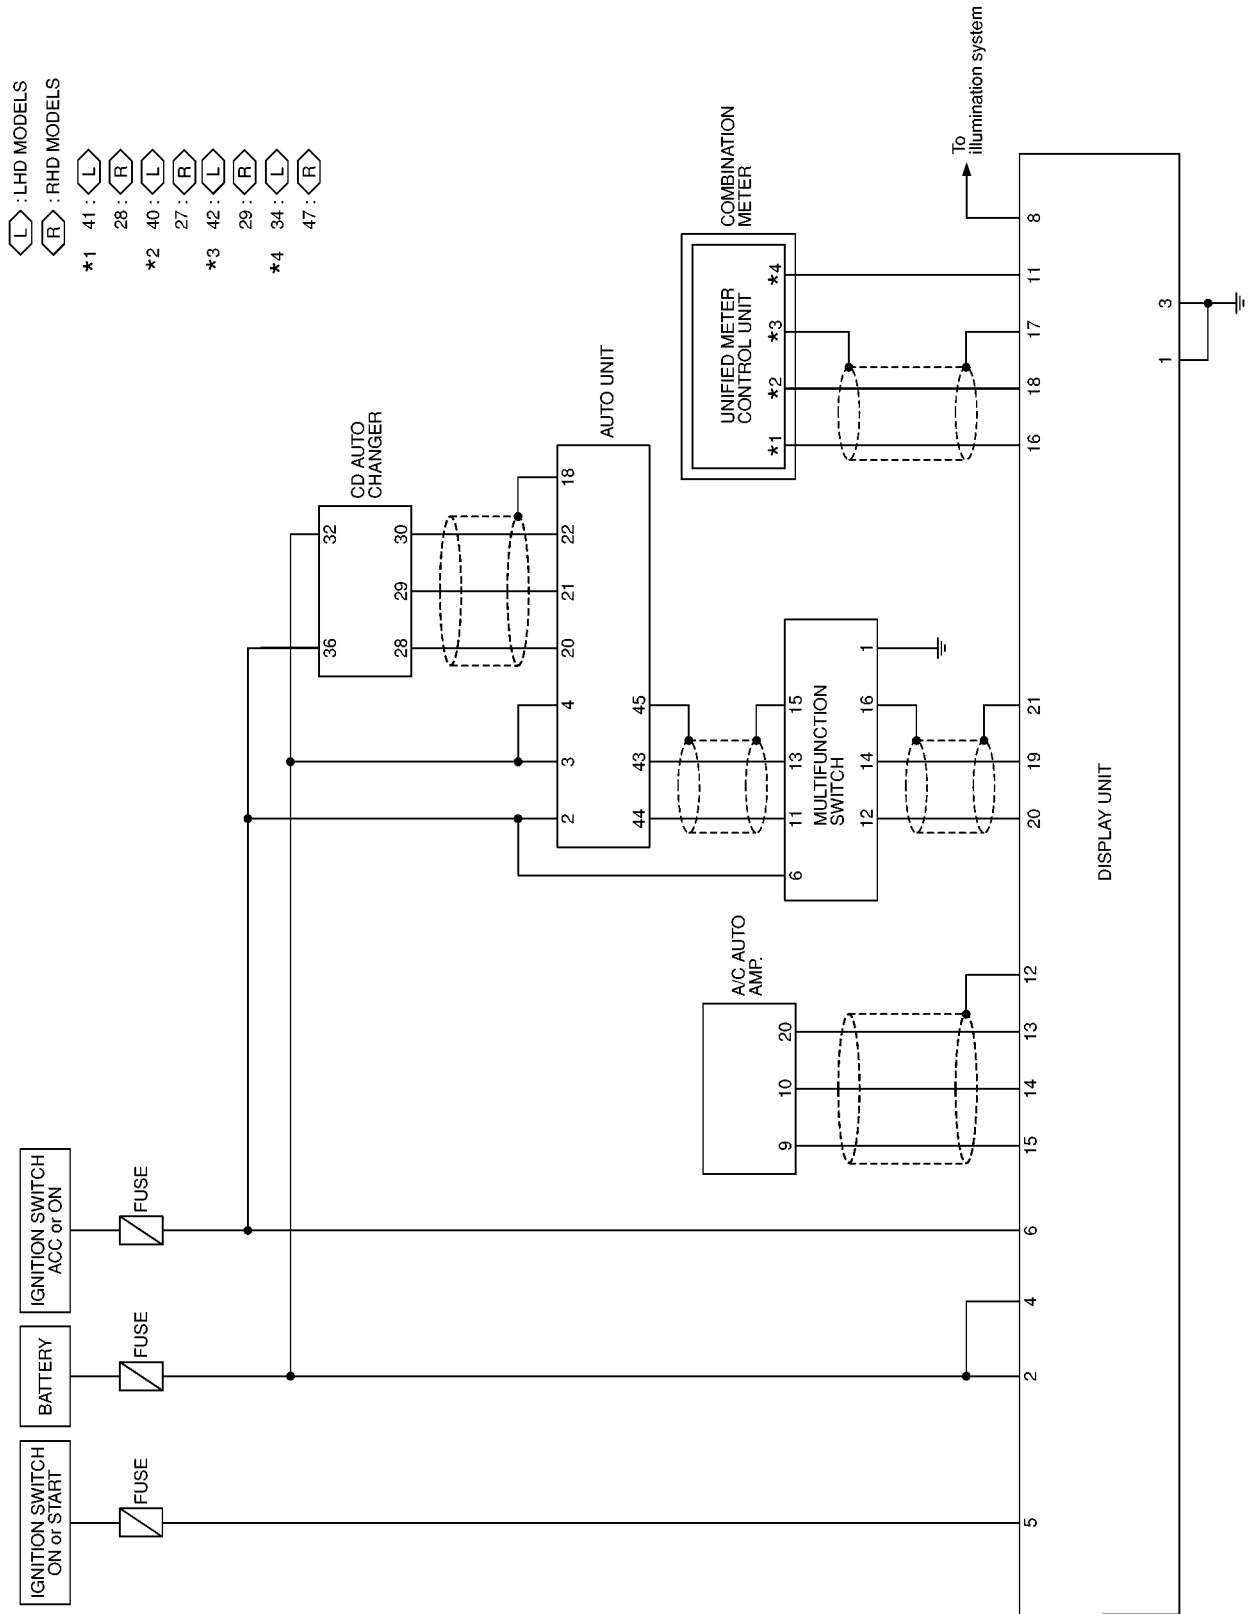 IGNITION SWITCH
ON or START
BATTERY
IGNITION SWITCH
ACC or ON
FUSE
FUSE
FUSE
L : LHD MODELS
R : RHD MODELS
*1 41 : L
28 : R
*2 40 : L
27 : R
*3 42 : L
29 : R
*4 34 : L
47 : R
36 32
CD AUTO
CHANGER
28 29 30
2 3 4 20 21 22 18
AUTO UNIT
44 43 45
6 11 13 15
MULTIFUNCTION
SWITCH
12 14 16 1
A/C AUTO
AMP.
9 10 20
COMBINATION
METER
UNIFIED METER
CONTROL UNIT
*1 *2 *3 *4
To
illumination system
5 2 4 6 15 14 13 12 20 19 21 16 18 17 11 8
DISPLAY UNIT
1 3